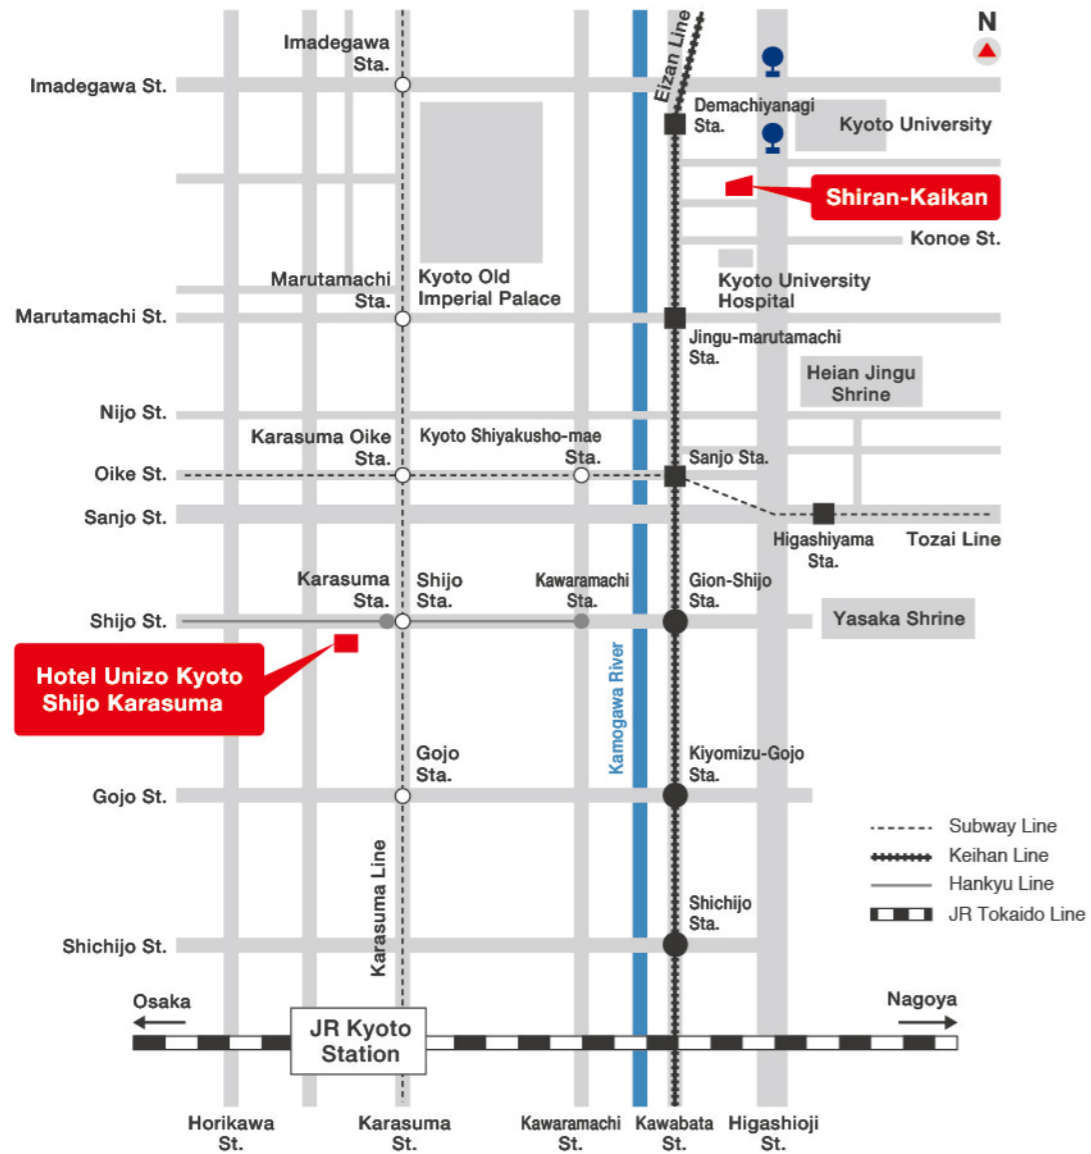 N
Imadegawa
Sta.
Eizan Line
Imadegawa St.
Demachiyanagi
Sta.
Kyoto University
Shiran-Kaikan
Konoe St.
Kyoto Old
Imperial Palace
Marutamachi
Sta.
Kyoto University
Hospital
Marutamachi St.
Jingu-marutamachi
Sta.
Heian Jingu
Shrine
Nijo St.
Karasuma Oike
Sta.
Kyoto Shiyakusho-mae
Sta.
Sanjo Sta.
Oike St.
Sanjo St.
Higashiyama
Sta.
Tozai Line
Karasuma
Sta.
Shijo
Sta.
Kawaramachi
Sta.
Gion-Shijo
Sta.
Shijo St.
Yasaka Shrine
Hotel Unizo Kyoto
Shijo Karasuma
Kamogawa River
Gojo
Sta.
Kiyomizu-Gojo
Sta.
Gojo St.
Subway Line
Keihan Line
Hankyu Line
JR Tokaido Line
Karasuma Line
Shichijo
Sta.
Shichijo St.
Osaka
Nagoya
JR Kyoto
Station
Horikawa
St.
Karasuma
St.
Kawaramachi
St.
Kawabata
St.
Higashioji
St.